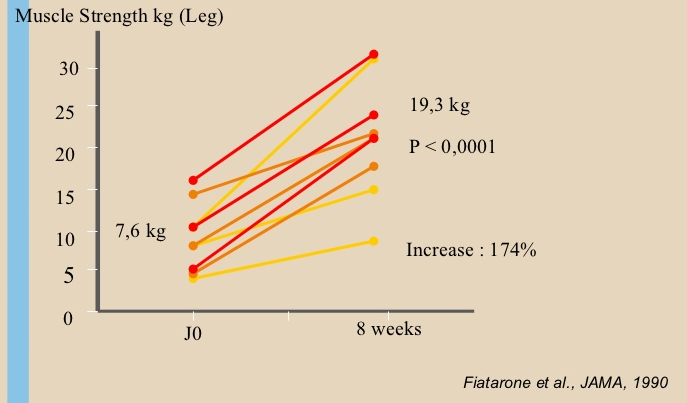 Muscle Strength kg (Leg)
30
25
20
15
10
5
0
7,6 kg
19,3 kg
P < 0,0001
Increase : 174%
J0
8 weeks
Fiatarone et al., JAMA, 1990